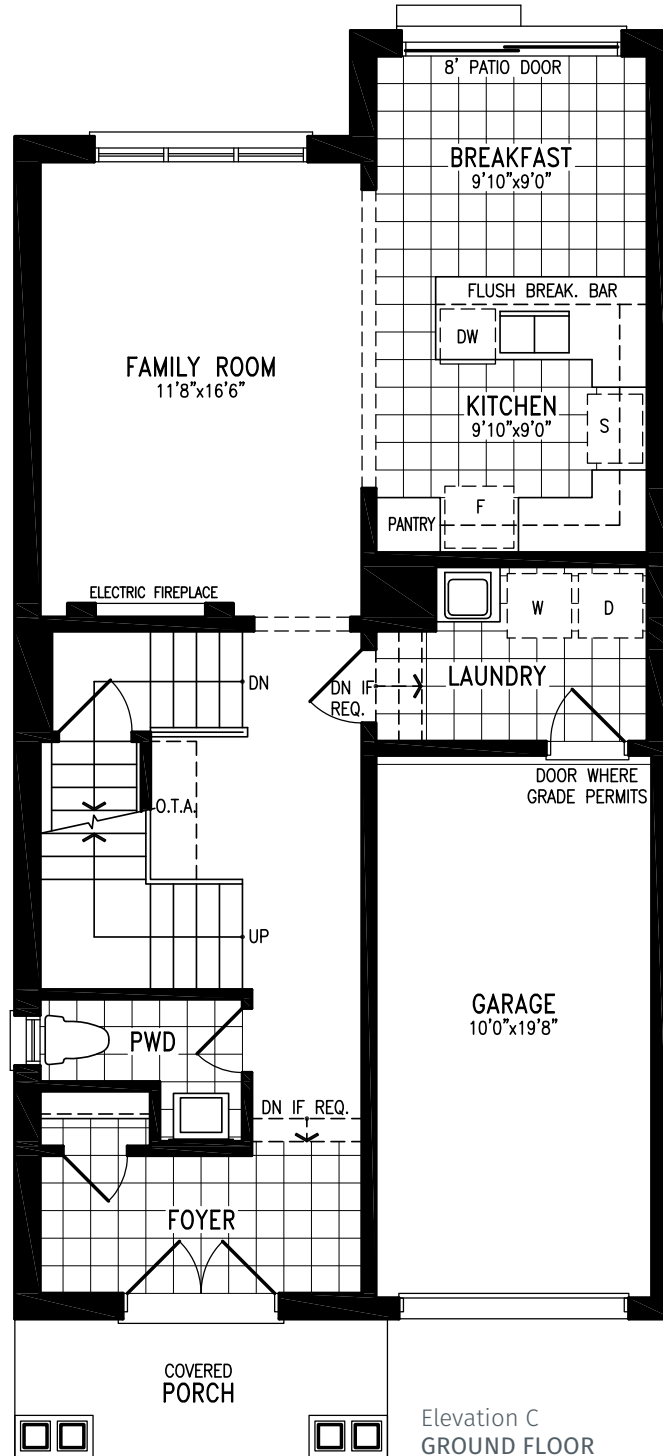 8' PATIO DOOR
BREAKFAST
9'10"x9'0"
FLUSH BREAK. BAR
DW
FAMILY ROOM
11'8"x16'6"
KITCHEN
9'10"x9'0"
S
F
PANTRY
ELECTRIC FIREPLACE
W
D
LAUNDRY
DN
DN IF
REQ.
DOOR WHERE
GRADE PERMITS
O.T.A.
UP
GARAGE
10'0"x19'8"
PWD
DN IF REQ.
FOYER
COVERED
PORCH
Elevation C
GROUND FLOOR